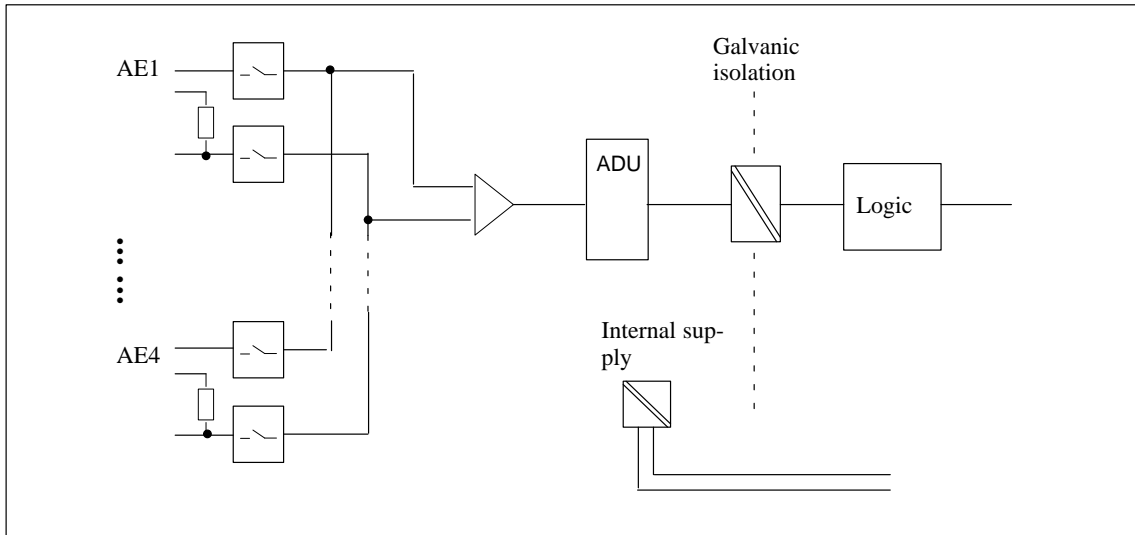 Galvanic
isolation
AE1
ADU
Logic
Internal sup-
ply
AE4